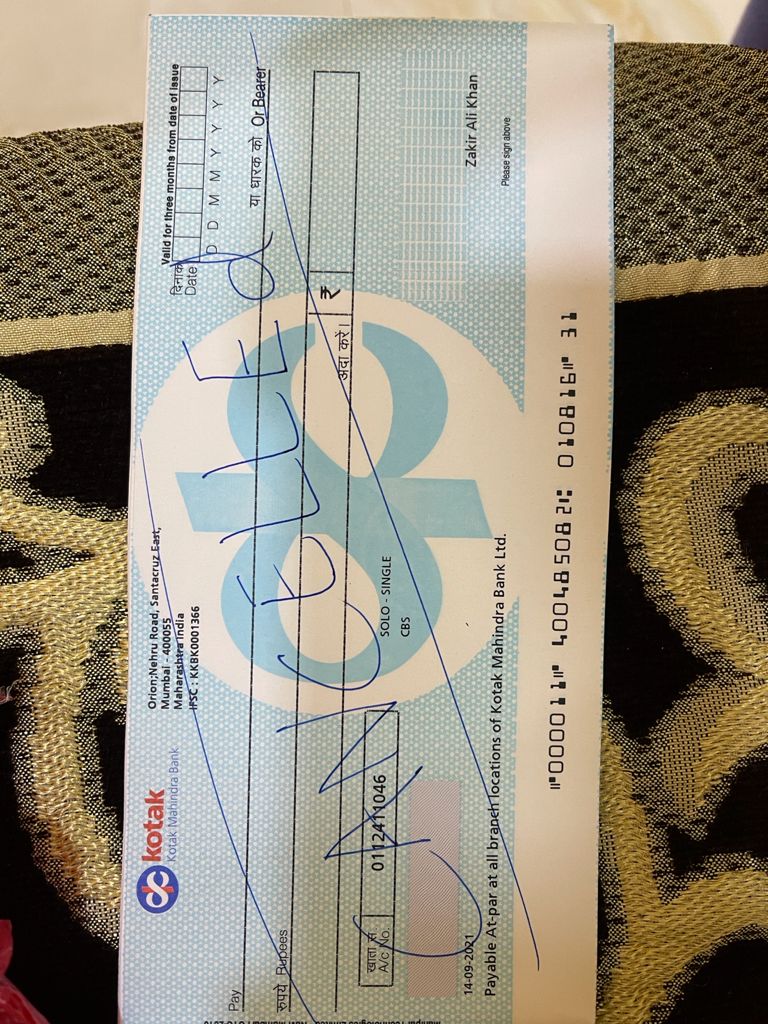 kotak
Kotak Mahindra Bank
Orion,Nehru Road, Santacruz East,
Mumbai - 400055
Maharashtra India
IFSC : KKBK0001366
Valid for three months from date of issue
दिनांक
Date
D D M M Y Y Y Y
Pay
या धारक को Or Bearer
CANCELLEd
रुपये Rupees
अदा करें।
₹
खाता सं
A/c No.
0112411046
SOLO - SINGLE
CBS
Zakir Ali Khan
14-09-2021
Please sign above
Payable At-par at all branch locations of Kotak Mahindra Bank Ltd.
⑈000011⑈ 400485082⑆ 010816⑈ 31